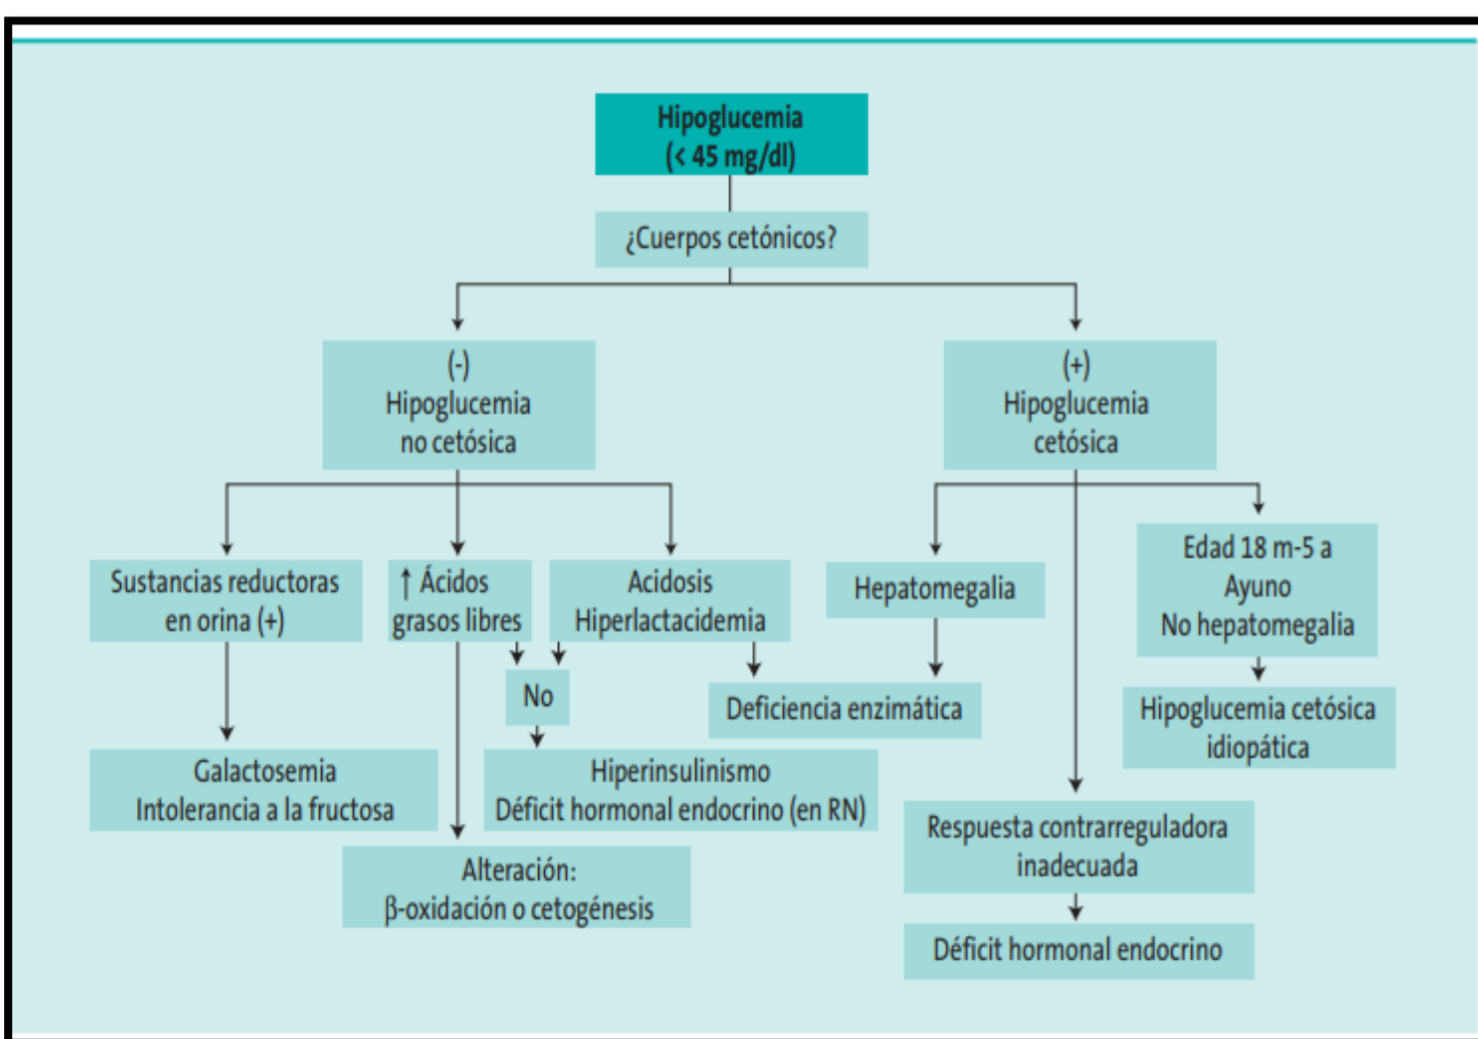 Hipoglucemia
(< 45 mg/dl)
¿Cuerpos cetónicos?
(-)
Hipoglucemia
no cetósica
(+)
Hipoglucemia
cetósica
Sustancias reductoras
en orina (+)
↑ Ácidos
grasos libres
Acidosis
Hiperlactacidemia
Hepatomegalia
Edad 18 m-5 a
Ayuno
No hepatomegalia
No
Deficiencia enzimática
Hipoglucemia cetósica
idiopática
Galactosemia
Intolerancia a la fructosa
Hiperinsulinismo
Déficit hormonal endocrino (en RN)
Alteración:
β-oxidación o cetogénesis
Respuesta contrarreguladora
inadecuada
Déficit hormonal endocrino